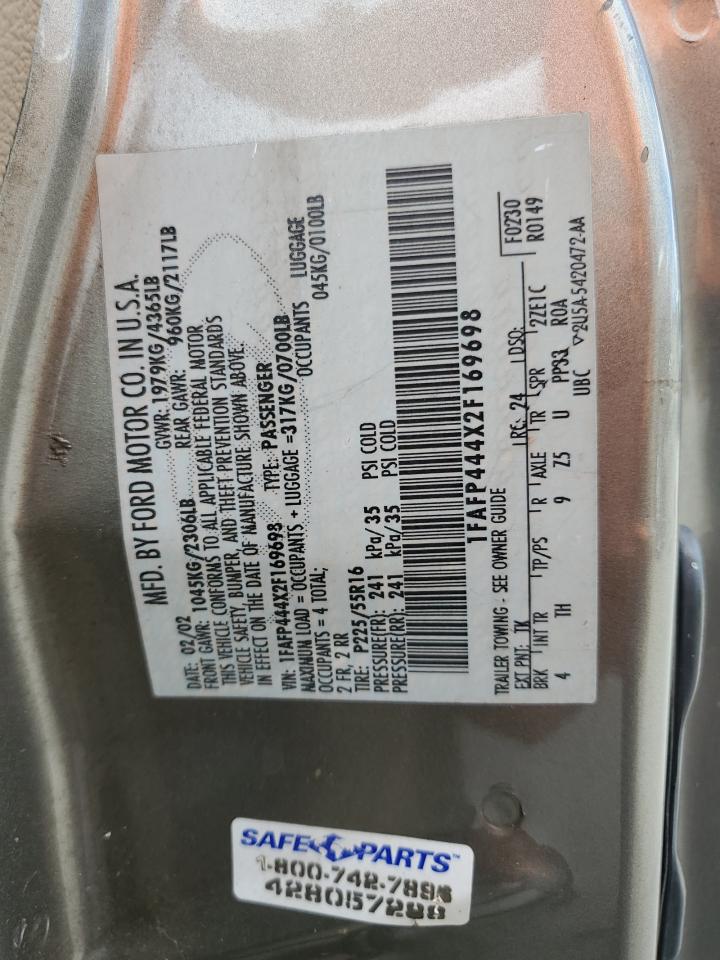 MFD. BY FORD MOTOR CO. IN U.S.A.
DATE: 02/02 GVWR: 1979KG/4365LB
FRONT GAWR: 1045KG/2306LB REAR GAWR: 960KG/2117LB
THIS VEHICLE CONFORMS TO ALL APPLICABLE FEDERAL MOTOR
VEHICLE SAFETY, BUMPER, AND THEFT PREVENTION STANDARDS
IN EFFECT ON THE DATE OF MANUFACTURE SHOWN ABOVE.
VIN: 1FAFP444X2F169698 TYPE: PASSENGER
MAXIMUM LOAD = OCCUPANTS + LUGGAGE =317KG/0700LB
OCCUPANTS = 4 TOTAL; OCCUPANTS LUGGAGE
2 FR, 2 RR 045KG/0100LB
TIRE: P225/55R16
PRESSURE(FR): 241 kPa/35 PSI COLD
PRESSURE(RR): 241 kPa/35 PSI COLD
1FAFP444X2F169698
TRAILER TOWING - SEE OWNER GUIDE F0230
EXT PNT: TK RC: 24 DSO: R0149
BRK INT TR TP/PS R AXLE TR SPR 2ZE1C
4 TH 9 Z5 U PPS3 R0A
UBC 2U5A-5420472-AA
SAFE PARTS™
1-800-742-789
4280572